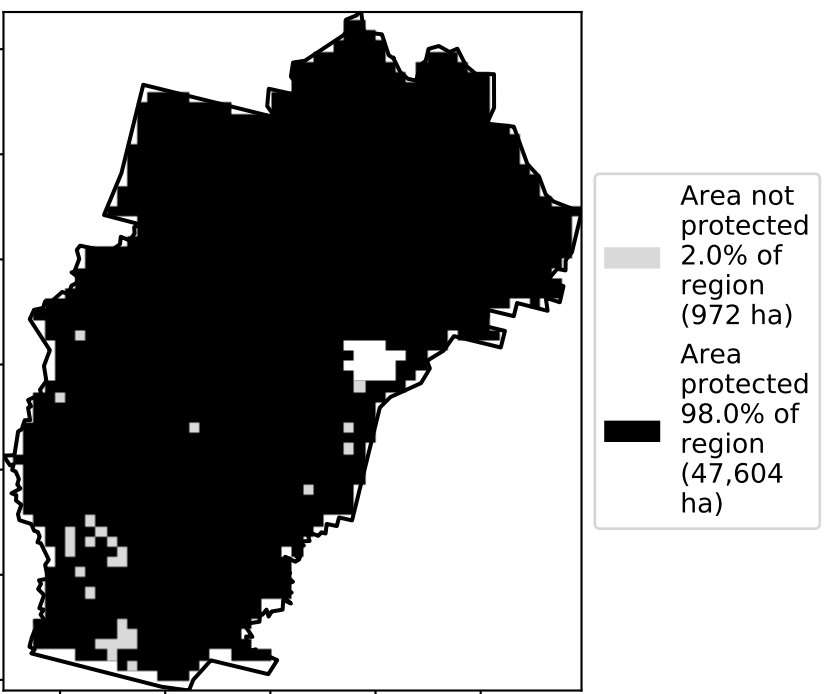 Area not
protected
2.0% of
region
(972 ha)
Area
protected
98.0% of
region
(47,604
ha)